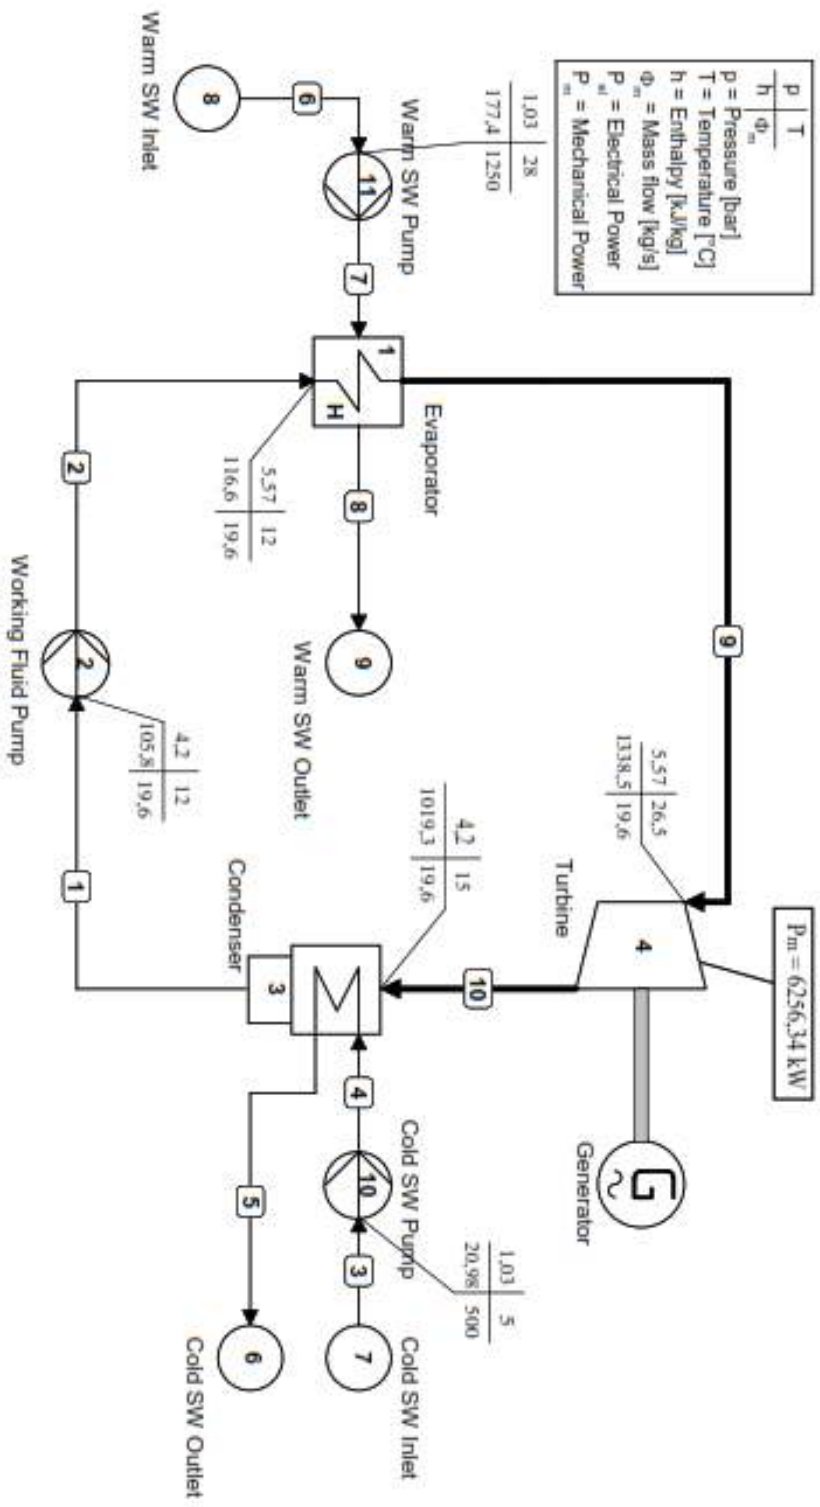 p | T
h | Φm
p = Pressure [bar]
T = Temperature [°C]
h = Enthalpy [kJ/kg]
Φm = Mass flow [kg/s]
Pel = Electrical Power
Pm = Mechanical Power
Pm = 6256,34 kW
9
5,57 | 26,5
1338,5 | 19,6
4
Turbine
G
Generator
1,03 | 28
177,4 | 1250
Warm SW Pump
11
6
8
Warm SW Inlet
7
Evaporator
1
H
5,57 | 12
116,6 | 19,6
8
9
Warm SW Outlet
4,2 | 15
1019,3 | 19,6
10
Condenser
3
4
Cold SW Pump
10
1,03 | 5
20,98 | 500
3
7
Cold SW Inlet
5
6
Cold SW Outlet
2
2
Working Fluid Pump
4,2 | 12
105,8 | 19,6
1